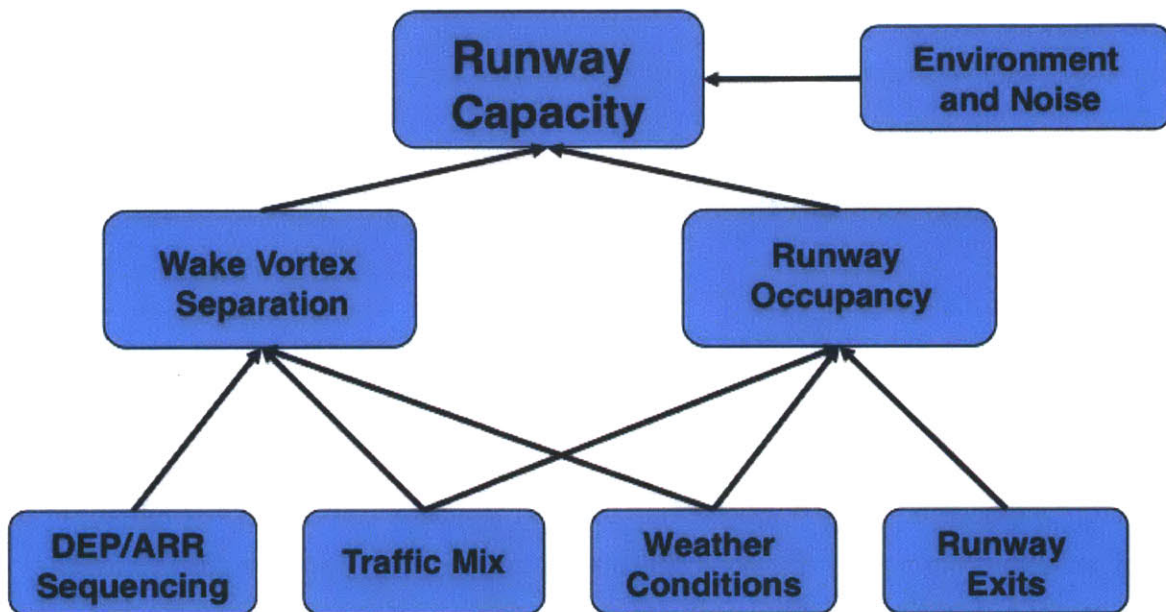 Runway
Capacity
Environment
and Noise
Wake Vortex
Separation
Runway
Occupancy
DEP/ARR
Sequencing
Traffic Mix
Weather
Conditions
Runway
Exits